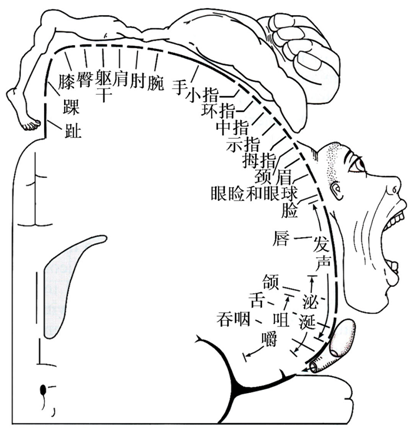 膝
臀
躯干
肩
肘
腕
手
小指
环指
中指
示指
拇指
颈
眉
眼睑和眼球
脸
唇
发声
颌
舌
吞咽
咀嚼
泌涎
踝
趾